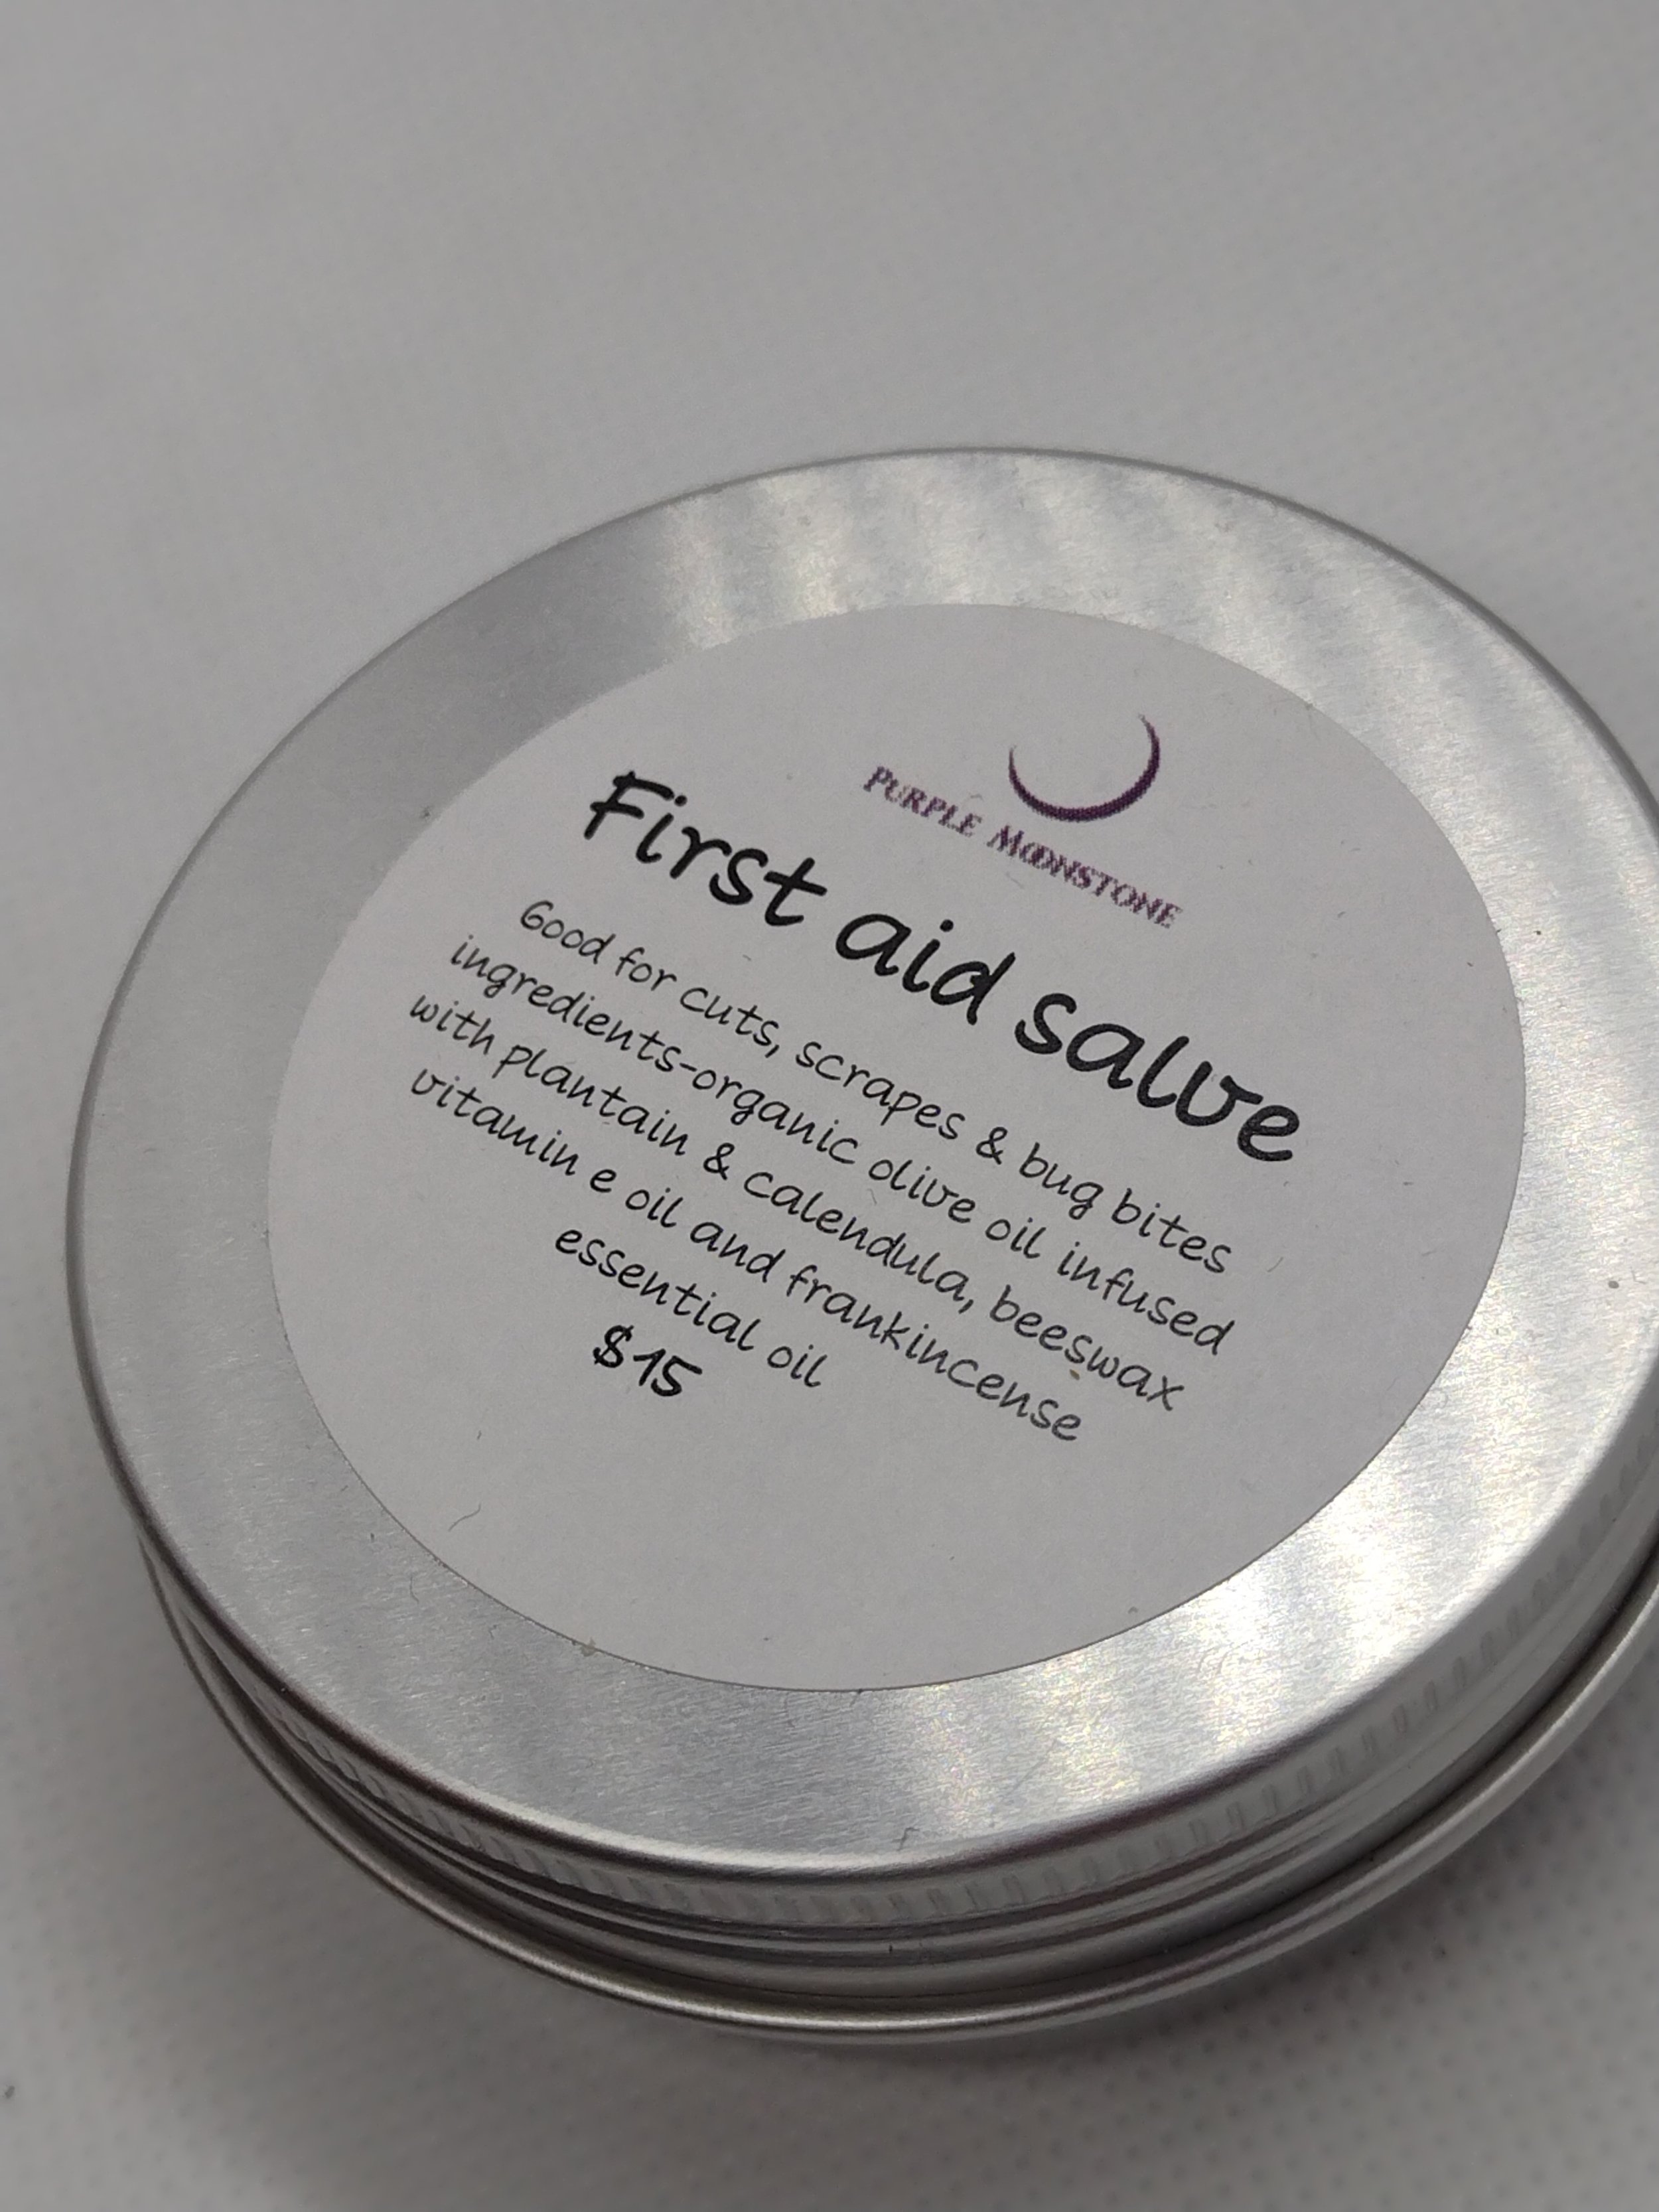 PURPLE MOONSTONE
First aid salve
Good for cuts, scrapes & bug bites
ingredients-organic olive oil infused
with plantain & calendula, beeswax
vitamin e oil and frankincense
essential oil
$15